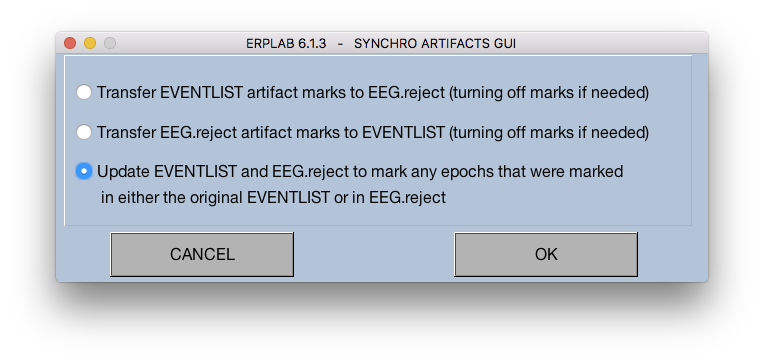 ERPLAB 6.1.3 - SYNCHRO ARTIFACTS GUI
Transfer EVENTLIST artifact marks to EEG.reject (turning off marks if needed)
Transfer EEG.reject artifact marks to EVENTLIST (turning off marks if needed)
Update EVENTLIST and EEG.reject to mark any epochs that were marked
in either the original EVENTLIST or in EEG.reject
CANCEL OK